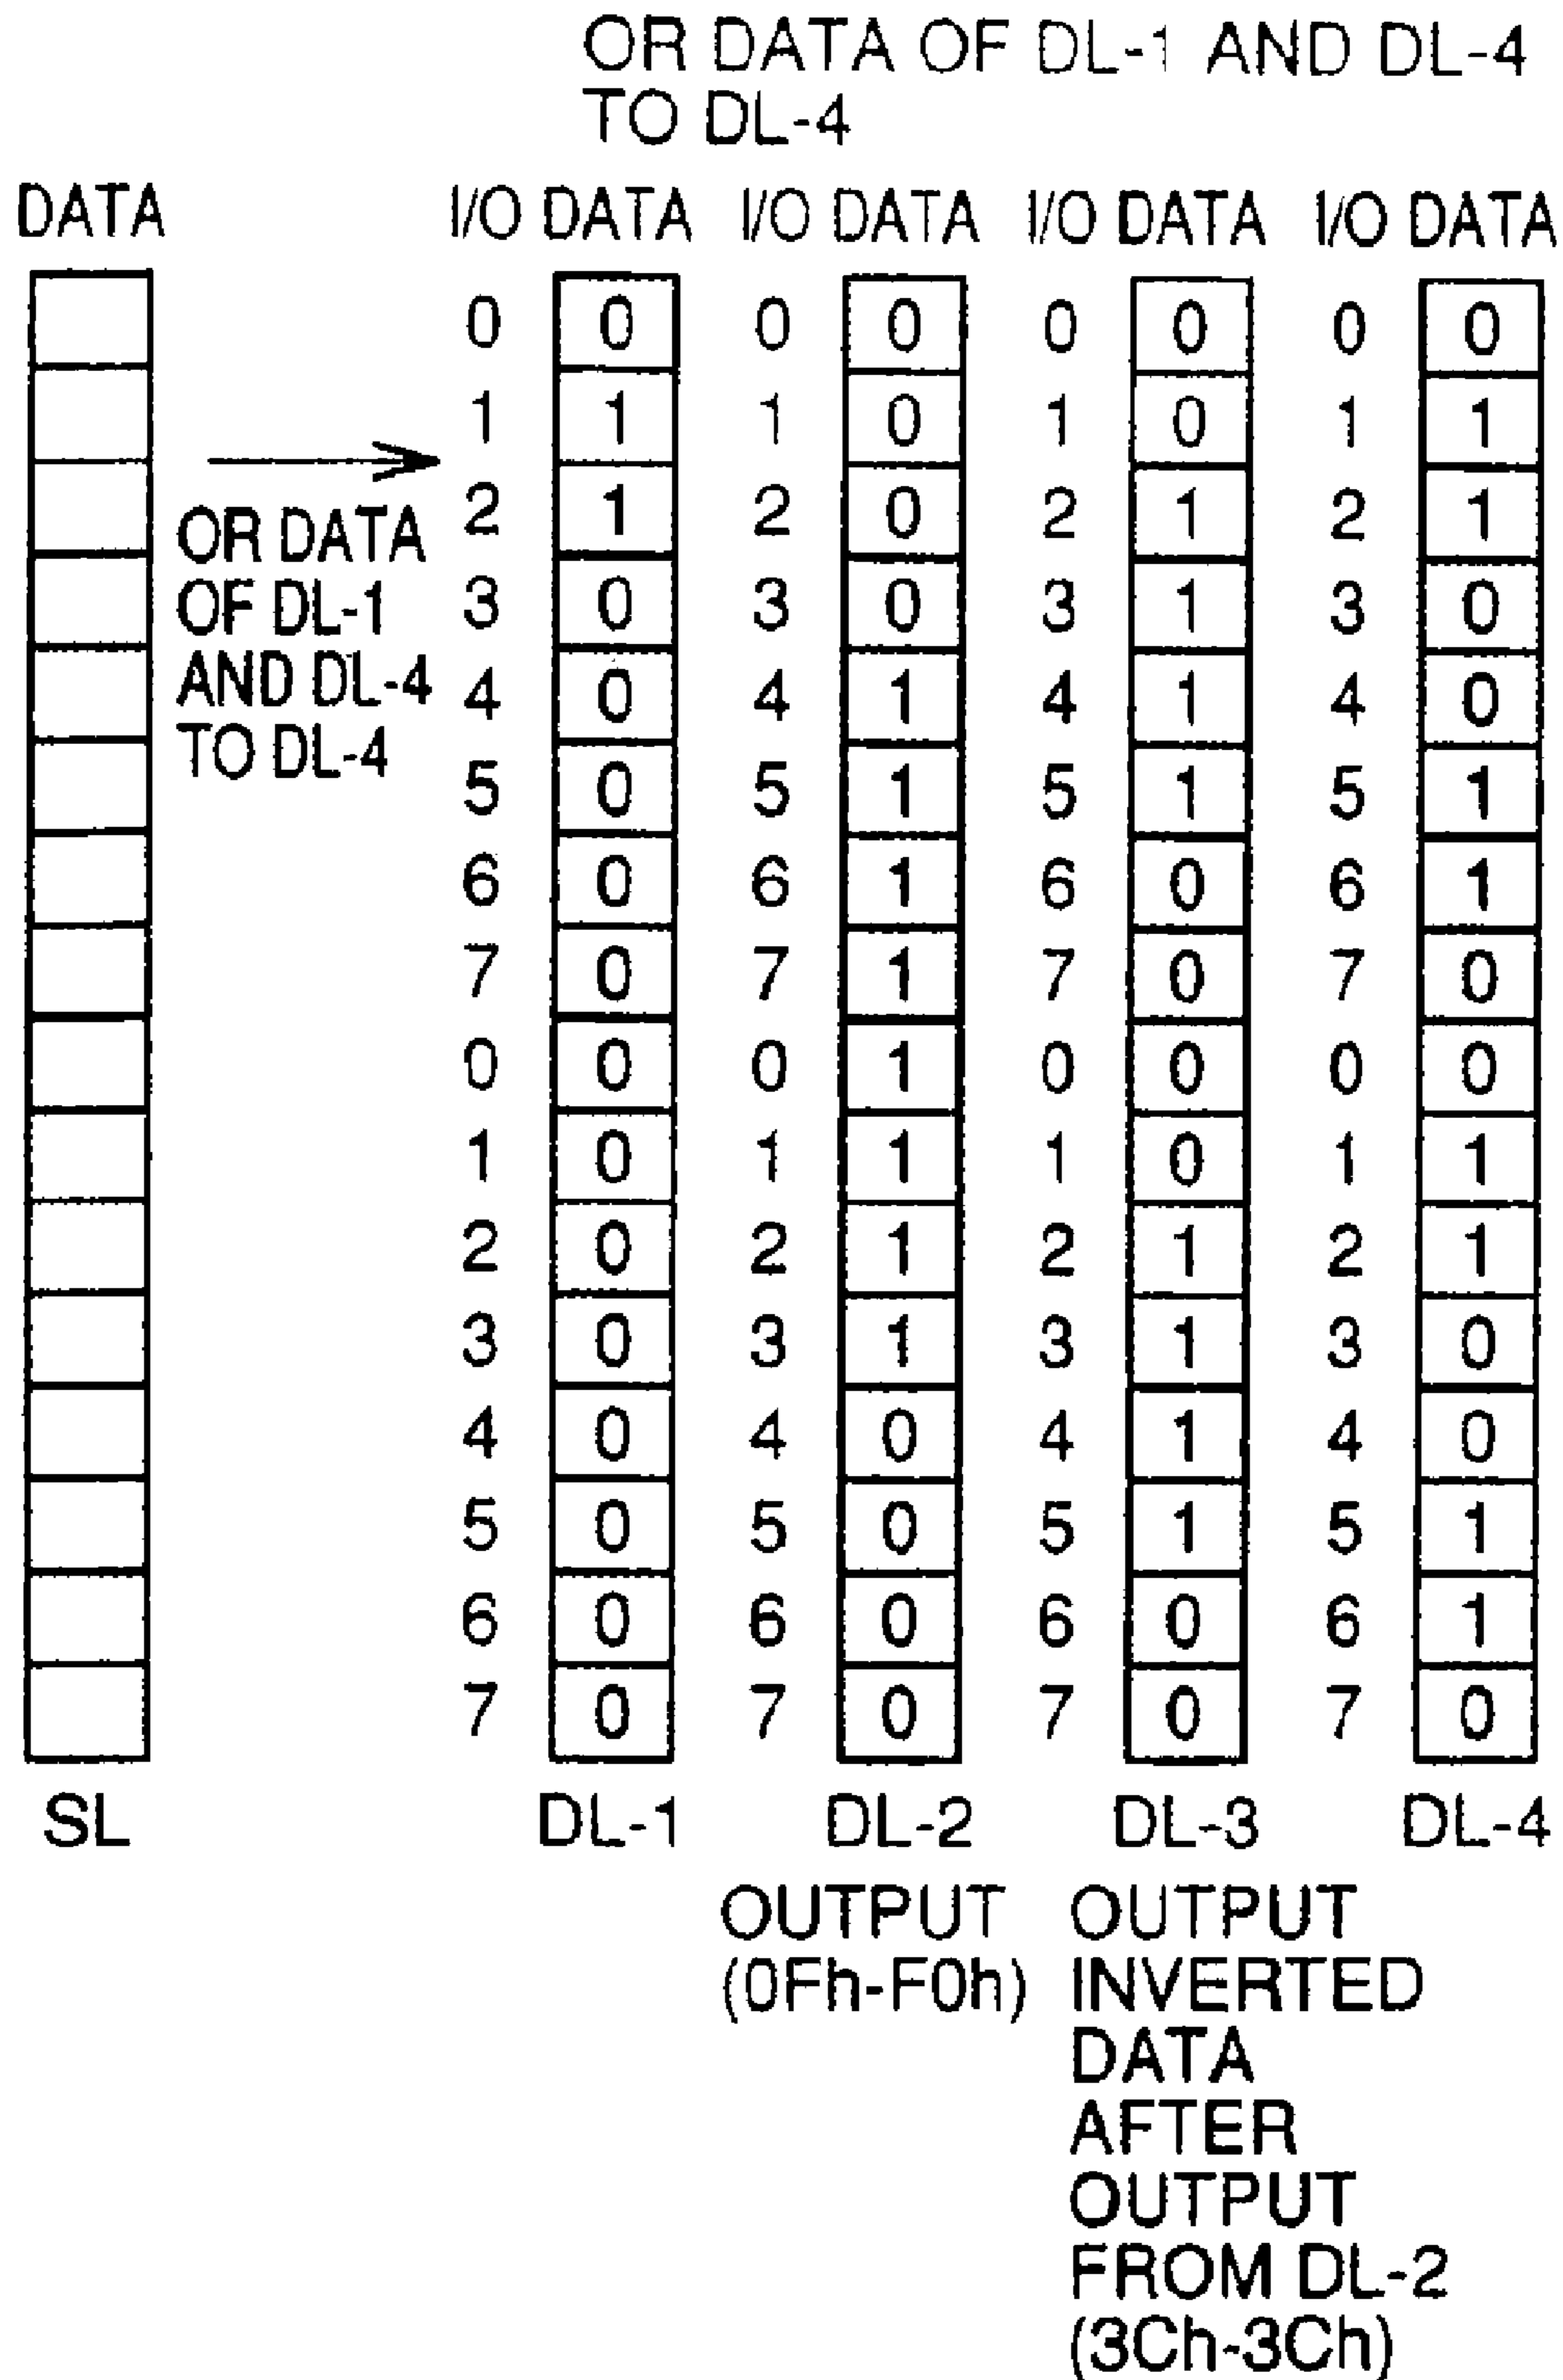 OR DATA OF DL-1 AND DL-4
TO DL-4
DATA I/O DATA I/O DATA I/O DATA I/O DATA
0 0 0 0 0 0 0 0
1 1 1 0 1 0 1 1
2 1 2 0 2 1 2 1
3 0 3 0 3 1 3 0
4 0 4 1 4 1 4 0
5 0 5 1 5 1 5 1
6 0 6 1 6 0 6 1
7 0 7 1 7 0 7 0
0 0 0 1 0 0 0 0
1 0 1 1 1 0 1 1
2 0 2 1 2 1 2 1
3 0 3 1 3 1 3 0
4 0 4 0 4 1 4 0
5 0 5 0 5 1 5 1
6 0 6 0 6 0 6 1
7 0 7 0 7 0 7 0
OR DATA
OF DL-1
AND DL-4
TO DL-4
SL DL-1 DL-2 DL-3 DL-4
OUTPUT
(0Fh-F0h)
OUTPUT
INVERTED
DATA
AFTER
OUTPUT
FROM DL-2
(3Ch-3Ch)